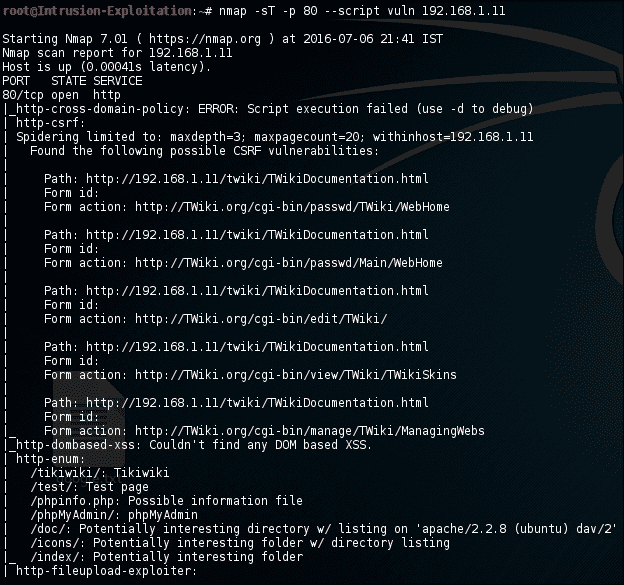 root@Intrusion-Exploitation:~# nmap -sT -p 80 --script vuln 192.168.1.11

Starting Nmap 7.01 ( https://nmap.org ) at 2016-07-06 21:41 IST
Nmap scan report for 192.168.1.11
Host is up (0.00041s latency).
PORT   STATE SERVICE
80/tcp open  http
|_http-cross-domain-policy: ERROR: Script execution failed (use -d to debug)
| http-csrf:
| Spidering limited to: maxdepth=3; maxpagecount=20; withinhost=192.168.1.11
|   Found the following possible CSRF vulnerabilities:
|
|     Path: http://192.168.1.11/twiki/TWikiDocumentation.html
|     Form id:
|     Form action: http://TWiki.org/cgi-bin/passwd/TWiki/WebHome
|
|     Path: http://192.168.1.11/twiki/TWikiDocumentation.html
|     Form id:
|     Form action: http://TWiki.org/cgi-bin/passwd/Main/WebHome
|
|     Path: http://192.168.1.11/twiki/TWikiDocumentation.html
|     Form id:
|     Form action: http://TWiki.org/cgi-bin/edit/TWiki/
|
|     Path: http://192.168.1.11/twiki/TWikiDocumentation.html
|     Form id:
|     Form action: http://TWiki.org/cgi-bin/view/TWiki/TWikiSkins
|
|     Path: http://192.168.1.11/twiki/TWikiDocumentation.html
|     Form id:
|_    Form action: http://TWiki.org/cgi-bin/manage/TWiki/ManagingWebs
|_http-dombased-xss: Couldn't find any DOM based XSS.
| http-enum:
|   /tikiwiki/: Tikiwiki
|   /test/: Test page
|   /phpinfo.php: Possible information file
|   /phpMyAdmin/: phpMyAdmin
|   /doc/: Potentially interesting directory w/ listing on 'apache/2.2.8 (ubuntu) dav/2'
|   /icons/: Potentially interesting folder w/ directory listing
|_  /index/: Potentially interesting folder
| http-fileupload-exploiter: